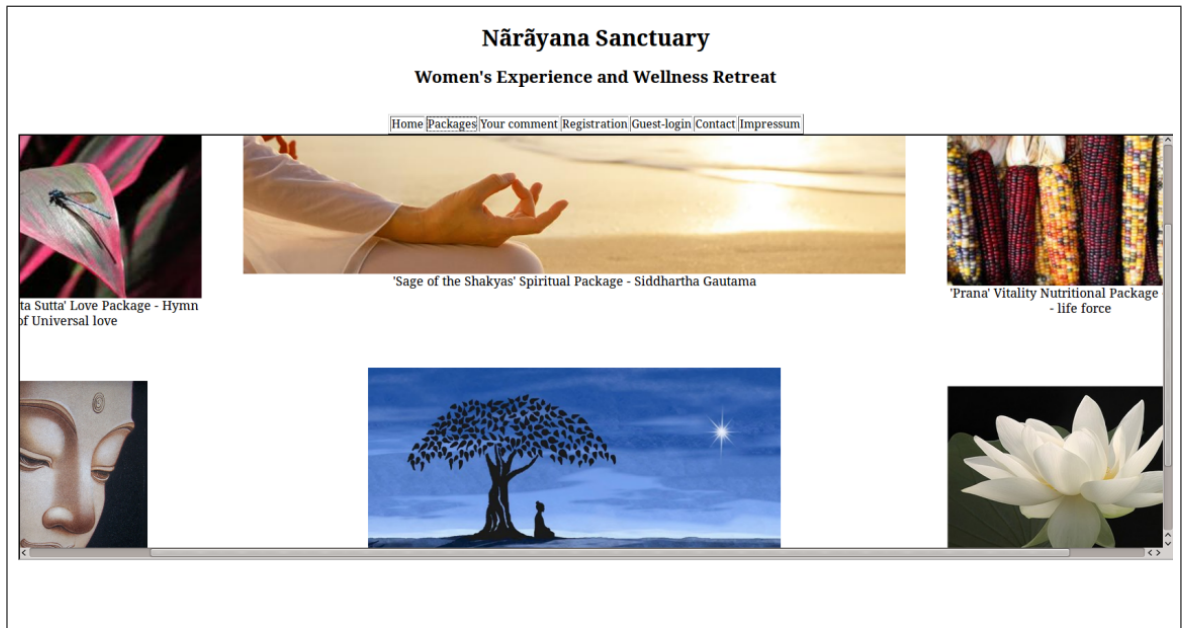 Nãrãyana Sanctuary
Women's Experience and Wellness Retreat
Home Packages Your comment Registration Guest-login Contact Impressum
'Sage of the Shakyas' Spiritual Package - Siddhartha Gautama
ta Sutta' Love Package - Hymn
of Universal love
'Prana' Vitality Nutritional Package
- life force